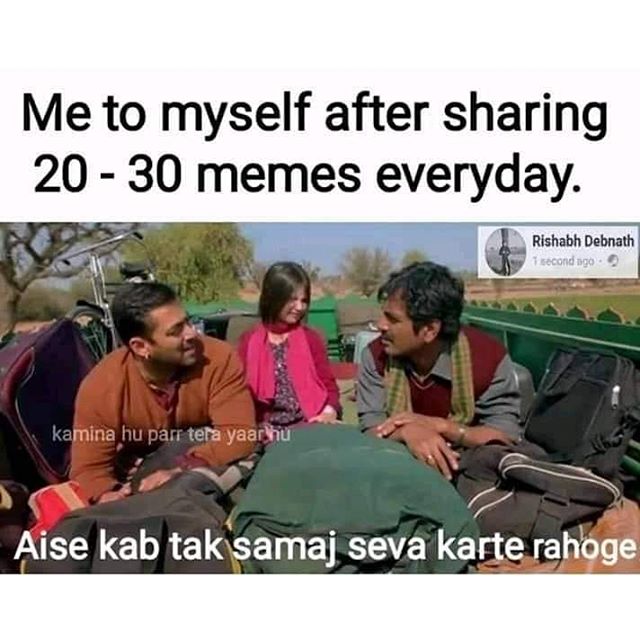 Me to myself after sharing
20 - 30 memes everyday.
Rishabh Debnath
1 second ago
kamina hu parr tera yaar hu
Aise kab tak samaj seva karte rahoge